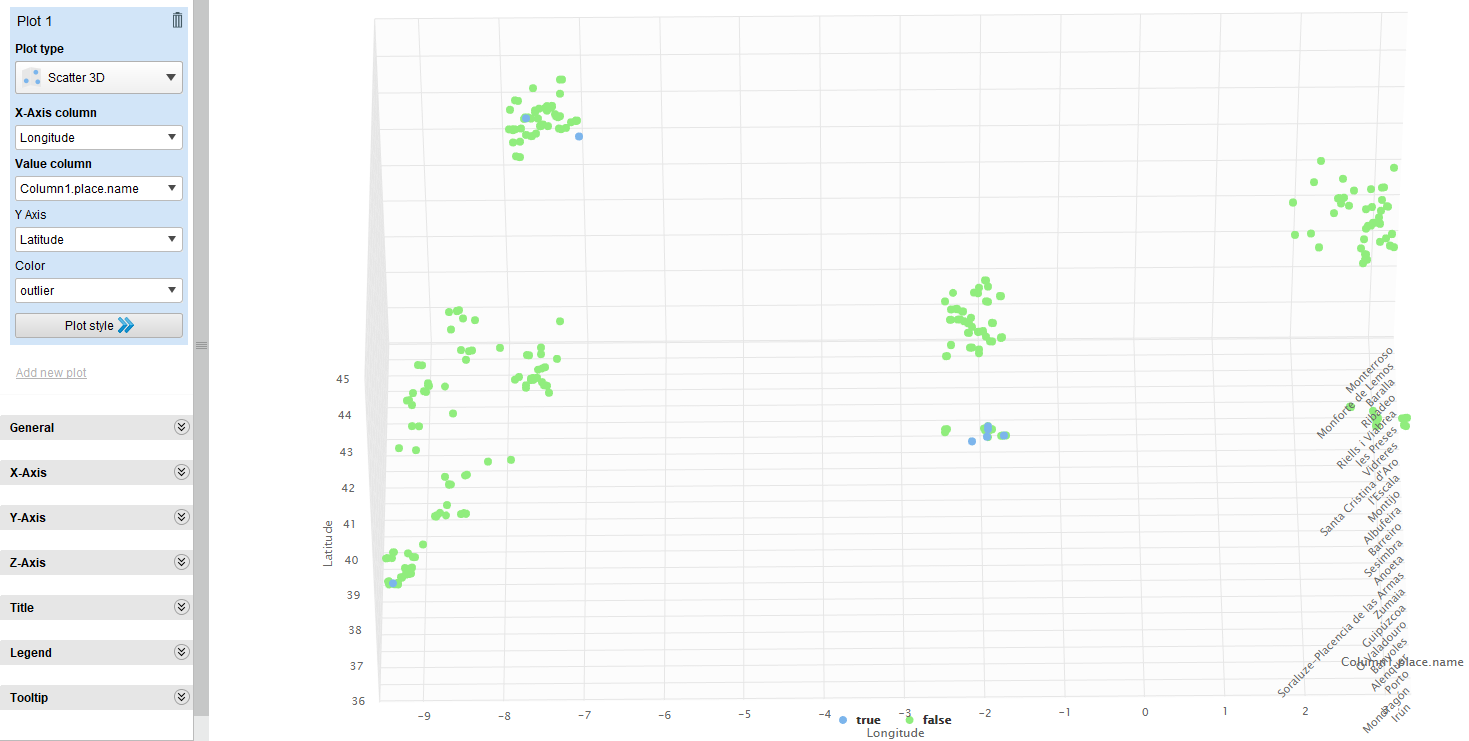 Plot 1
Plot type
Scatter 3D
X-Axis column
Longitude
Value column
Column1.place.name
Y Axis
Latitude
Color
outlier
Plot style
Add new plot
General
X-Axis
Y-Axis
Z-Axis
Title
Legend
Tooltip
45
44
43
42
41
40
39
38
37
36
Latitude
-9
-8
-7
-6
-5
-4
-3
-2
-1
0
1
2
true
false
Longitude
Monterroso
Monforte de Lemos
Baralla
Ribadeo
Riells i Viabrea
les Preses
Vidreres
Santa Cristina d'Aro
l'Escala
Montijo
Albufeira
Barreiro
Sesimbra
Anoeta
Soraluze-Placencia de las Armas
Zumaia
Guipúzcoa
O Valadouro
Banyoles
Alenquer
Porto
Mondragón
Irún
Column1.place.name